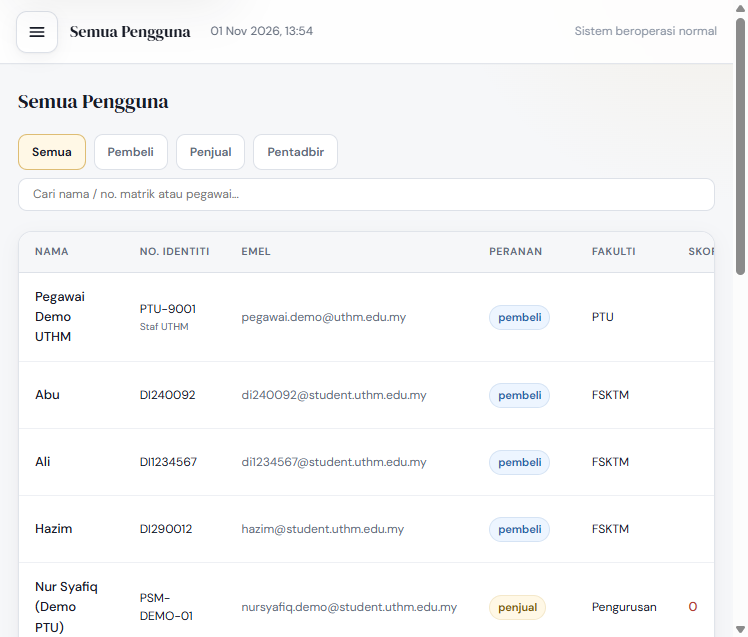 Semua Pengguna 01 Nov 2026, 13:54 Sistem beroperasi normal
Semua Pengguna
Semua Pembeli Penjual Pentadbir
Cari nama / no. matrik atau pegawai...
NAMA NO. IDENTITI EMEL PERANAN FAKULTI SKOR
Pegawai Demo UTHM PTU-9001 Staf UTHM pegawai.demo@uthm.edu.my pembeli PTU
Abu DI240092 di240092@student.uthm.edu.my pembeli FSKTM
Ali DI1234567 di1234567@student.uthm.edu.my pembeli FSKTM
Hazim DI290012 hazim@student.uthm.edu.my pembeli FSKTM
Nur Syafiq (Demo PTU) PSM-DEMO-01 nursyafiq.demo@student.uthm.edu.my penjual Pengurusan 0